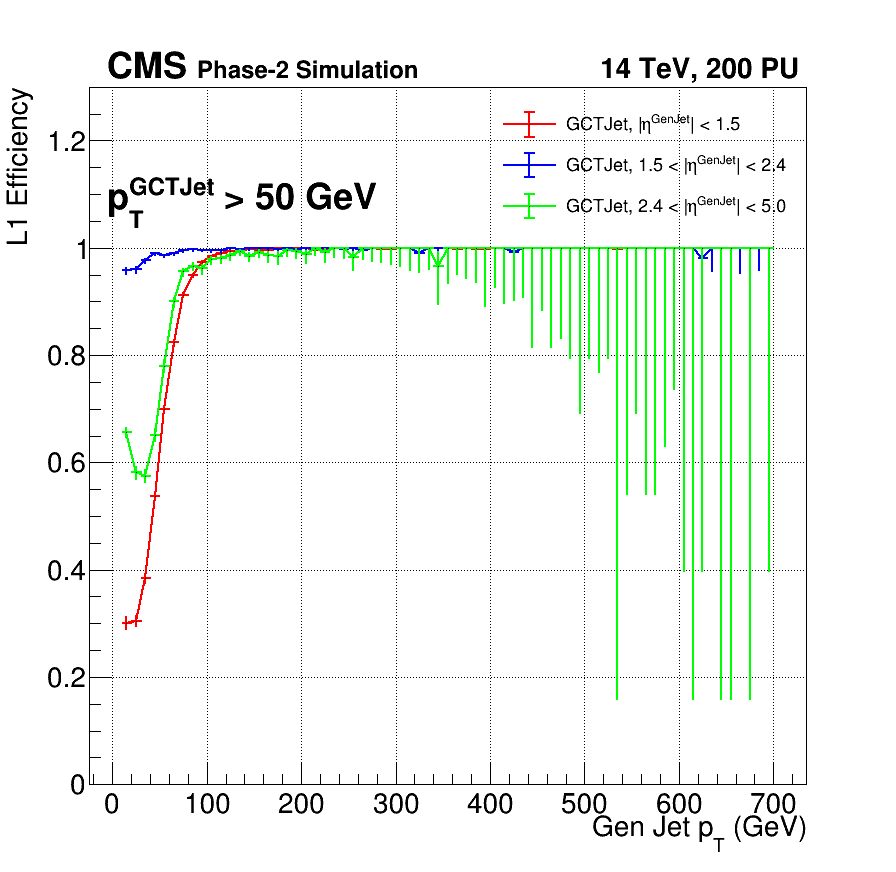 CMS Phase-2 Simulation 14 TeV, 200 PU
L1 Efficiency
GCTJet, |η^GenJet| < 1.5
GCTJet, 1.5 < |η^GenJet| < 2.4
GCTJet, 2.4 < |η^GenJet| < 5.0
p_T^GCTJet > 50 GeV
1.2
1
0.8
0.6
0.4
0.2
0
0 100 200 300 400 500 600 700
Gen Jet p_T (GeV)